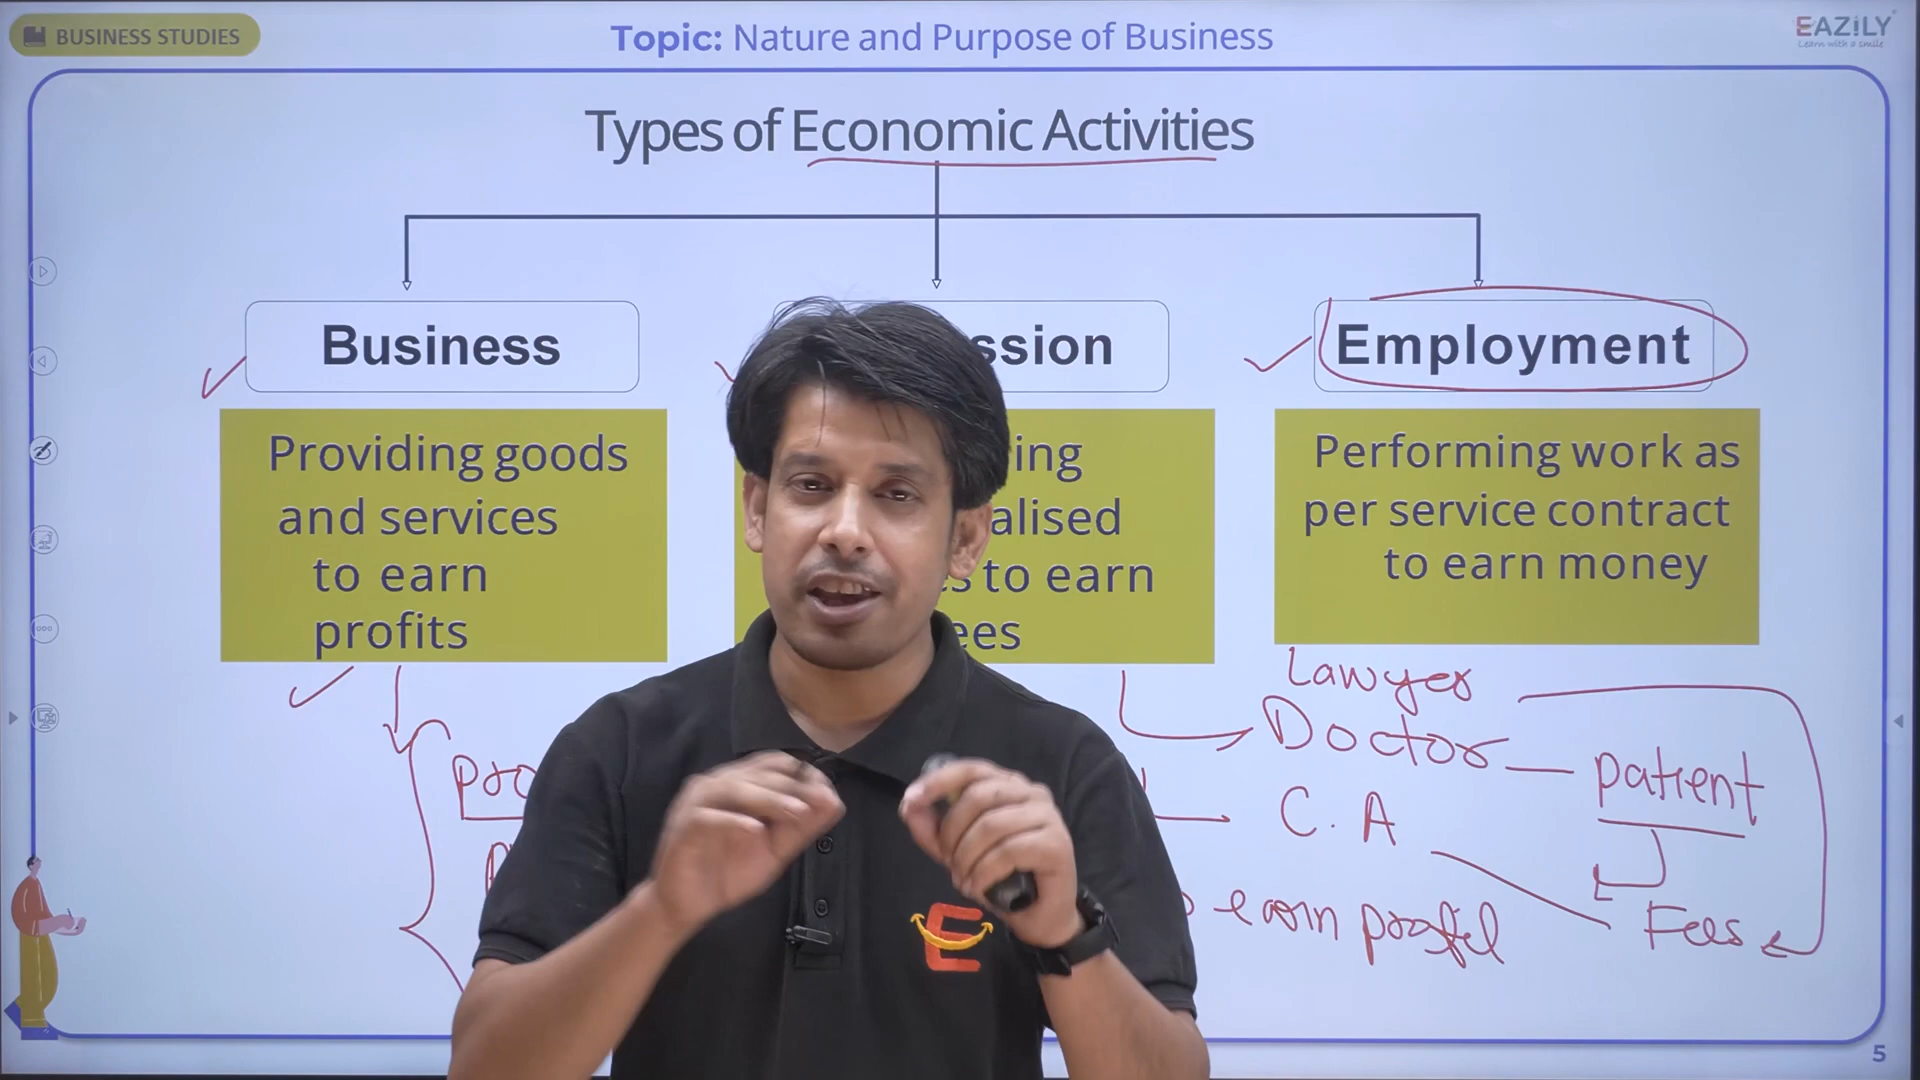 BUSINESS STUDIES
Topic: Nature and Purpose of Business
EAZILY
Learn with a smile
Types of Economic Activities
Business
ssion
Employment
Providing goods
and services
to earn
profits
ing
alised
s to earn
ees
Performing work as
per service contract
to earn money
Lawyer
Doctor
patient
pro
C. A
earn profit
Fees
E
5